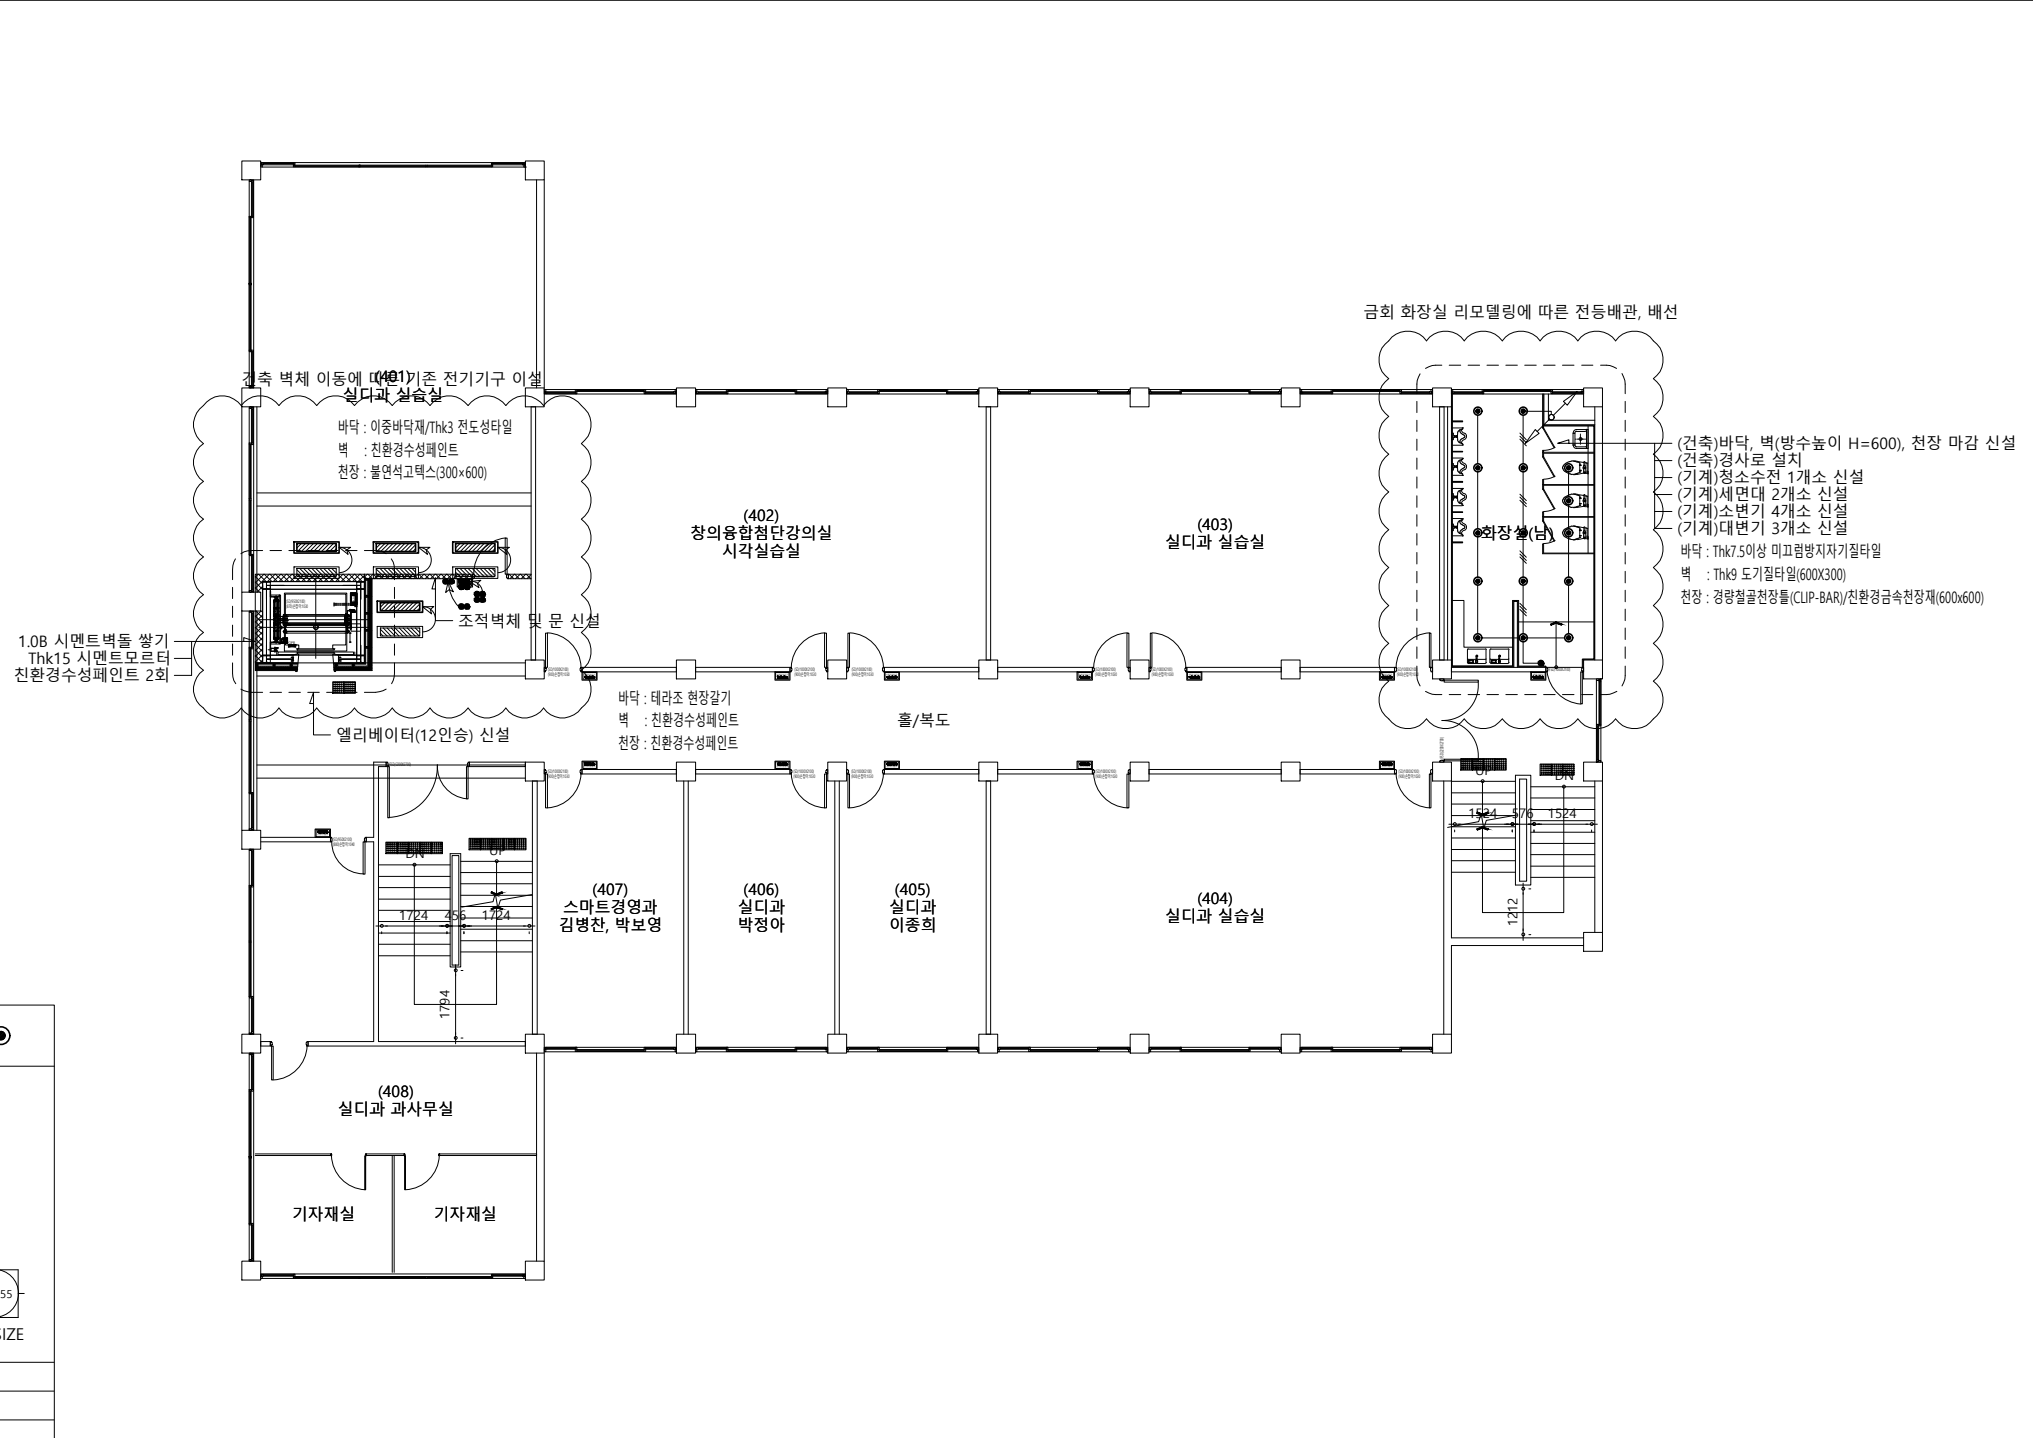 금회 화장실 리모델링에 따른 전등배관, 배선
건축 벽체 이동에 따른 기존 전기기구 이설
(401)
실디과 실습실
바닥 : 이중바닥재/Thk3 전도성타일
벽 : 친환경수성페인트
천장 : 불연석고텍스(300×600)
(건축)바닥, 벽(방수높이 H=600), 천장 마감 신설
(건축)경사로 설치
(기계)청소수전 1개소 신설
(기계)세면대 2개소 신설
(기계)소변기 4개소 신설
(기계)대변기 3개소 신설
바닥 : Thk7.5이상 미끄럼방지자기질타일
벽 : Thk9 도기질타일(600X300)
천장 : 경량철골천장틀(CLIP-BAR)/친환경금속천장재(600x600)
(402)
창의융합첨단강의실
시각실습실
(403)
실디과 실습실
화장실(남)
조적벽체 및 문 신설
1.0B 시멘트벽돌 쌓기
Thk15 시멘트모르터
친환경수성페인트 2회
엘리베이터(12인승) 신설
바닥 : 테라조 현장갈기
벽 : 친환경수성페인트
천장 : 친환경수성페인트
홀/복도
UP
DN
1524
576
1524
1212
DN
UP
1724
456
1724
1794
(407)
스마트경영과
김병찬, 박보영
(406)
실디과
박정아
(405)
실디과
이종희
(404)
실디과 실습실
(408)
실디과 과사무실
기자재실
기자재실
55
SIZE